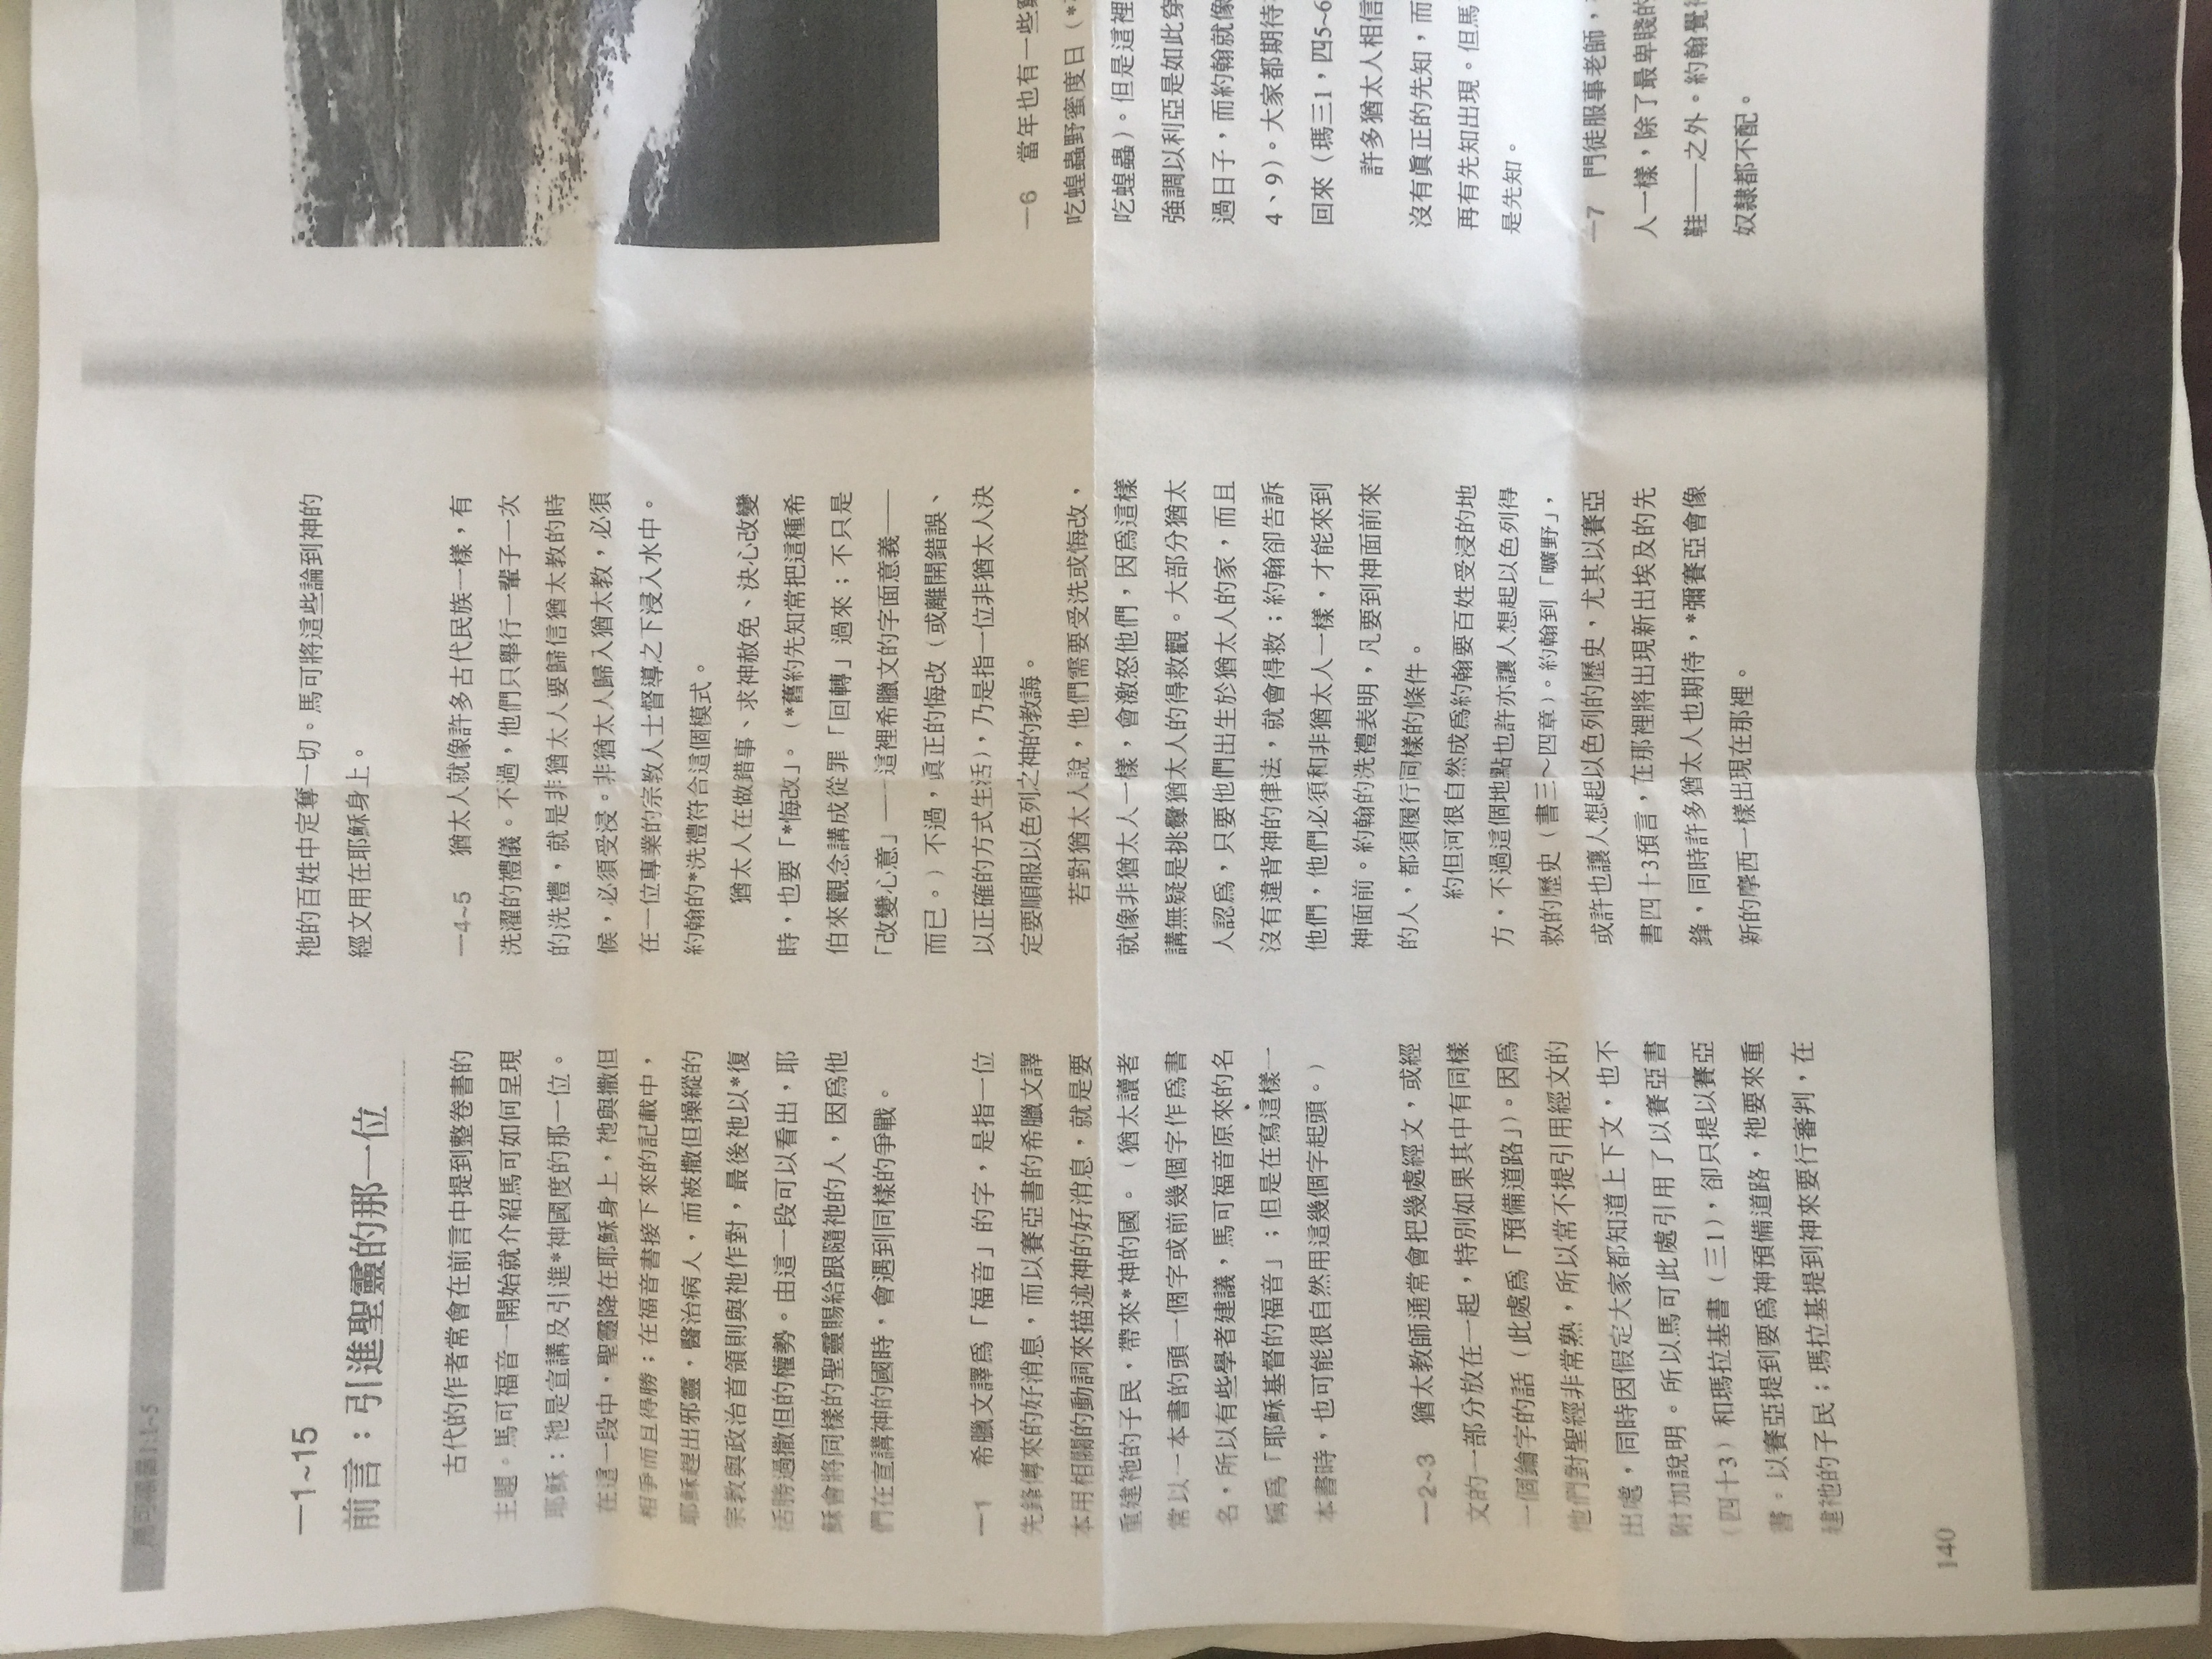 馬可福音1:1~5
一1~15
前言：引進聖靈的那一位
古代的作者常會在前言中提到整卷書的
主題。馬可福音一開始就介紹馬可如何呈現
耶穌：祂是宣講及引進*神國度的那一位。
在這一段中，聖靈降在耶穌身上，祂與撒但
相爭而且得勝；在福音書接下來的記載中，
耶穌趕出邪靈，醫治病人，而被撒但操縱的
宗教與政治首領則與祂作對，最後祂以*復
活勝過撒但的權勢。由這一段可以看出，耶
穌會將同樣的聖靈賜給跟隨祂的人，因爲他
們在宣講神的國時，會遇到同樣的爭戰。
一1 希臘文譯爲「福音」的字，是指一位
先鋒傳來的好消息，而以賽亞書的希臘文譯
本用相關的動詞來描述神的好消息，就是要
重建祂的子民，帶來*神的國。（猶太讀者
常以一本書的頭一個字或前幾個字作爲書
名，所以有些學者建議，馬可福音原來的名
稱爲「耶穌基督的福音」；但是在寫這樣一
本書時，也可能很自然用這幾個字起頭。）
一2~3 猶太教師通常會把幾處經文，或經
文的一部分放在一起，特別如果其中有同樣
一個鑰字的話（此處爲「預備道路」）。因爲
他們對聖經非常熟，所以常不提引用經文的
出處，同時因假定大家都知道上下文，也不
附加說明。所以馬可此處引用了以賽亞書
（四十3）和瑪拉基書（三1），卻只提以賽亞
書。以賽亞提到要爲神預備道路，祂要來重
建祂的子民；瑪拉基提到神來要行審判，在
140
祂的百姓中定奪一切。馬可將這些論到神的
經文用在耶穌身上。
一4~5 猶太人就像許多古代民族一樣，有
洗濯的禮儀。不過，他們只舉行一輩子一次
的洗禮，就是非猶太人要歸信猶太教的時
候，必須受浸。非猶太人歸入猶太教，必須
在一位專業的宗教人士督導之下浸入水中。
約翰的*洗禮符合這個模式。
猶太人在做錯事、求神赦免、決心改變
時，也要「*悔改」。（*舊約先知常把這種希
伯來觀念講成從罪「回轉」過來；不只是
「改變心意」——這裡希臘文的字面意義——
而已。）不過，眞正的悔改（或離開錯誤、
以正確的方式生活），乃是指一位非猶太人決
定要順服以色列之神的教誨。
若對猶太人說，他們需要受洗或悔改，
就像非猶太人一樣，會激怒他們，因爲這樣
講無疑是挑釁猶太人的得救觀。大部分猶太
人認爲，只要他們出生於猶太人的家，而且
沒有違背神的律法，就會得救；約翰卻告訴
他們，他們必須和非猶太人一樣，才能來到
神面前。約翰的洗禮表明，凡要到神面前來
的人，都須履行同樣的條件。
約但河很自然成爲約翰要百姓受浸的地
方，不過這個地點也許亦讓人想起以色列得
救的歷史（書三～四章）。約翰到「曠野」，
或許也讓人想起以色列的歷史，尤其以賽亞
書四十3預言，在那裡將出現新出埃及的先
鋒，同時許多猶太人也期待，*彌賽亞會像
新的摩西一樣出現在那裡。
一6 當年也有一些
吃蝗蟲野蜜度日（*
吃蝗蟲）。但是這裡
強調以利亞是如此穿
過日子，而約翰就像
4、9）。大家都期待
回來（瑪三1，四5~6
許多猶太人相信
沒有眞正的先知，而
再有先知出現。但馬
是先知。
一7 門徒服事老師，
人一樣，除了最卑賤的
鞋——之外。約翰覺
奴隸都不配。